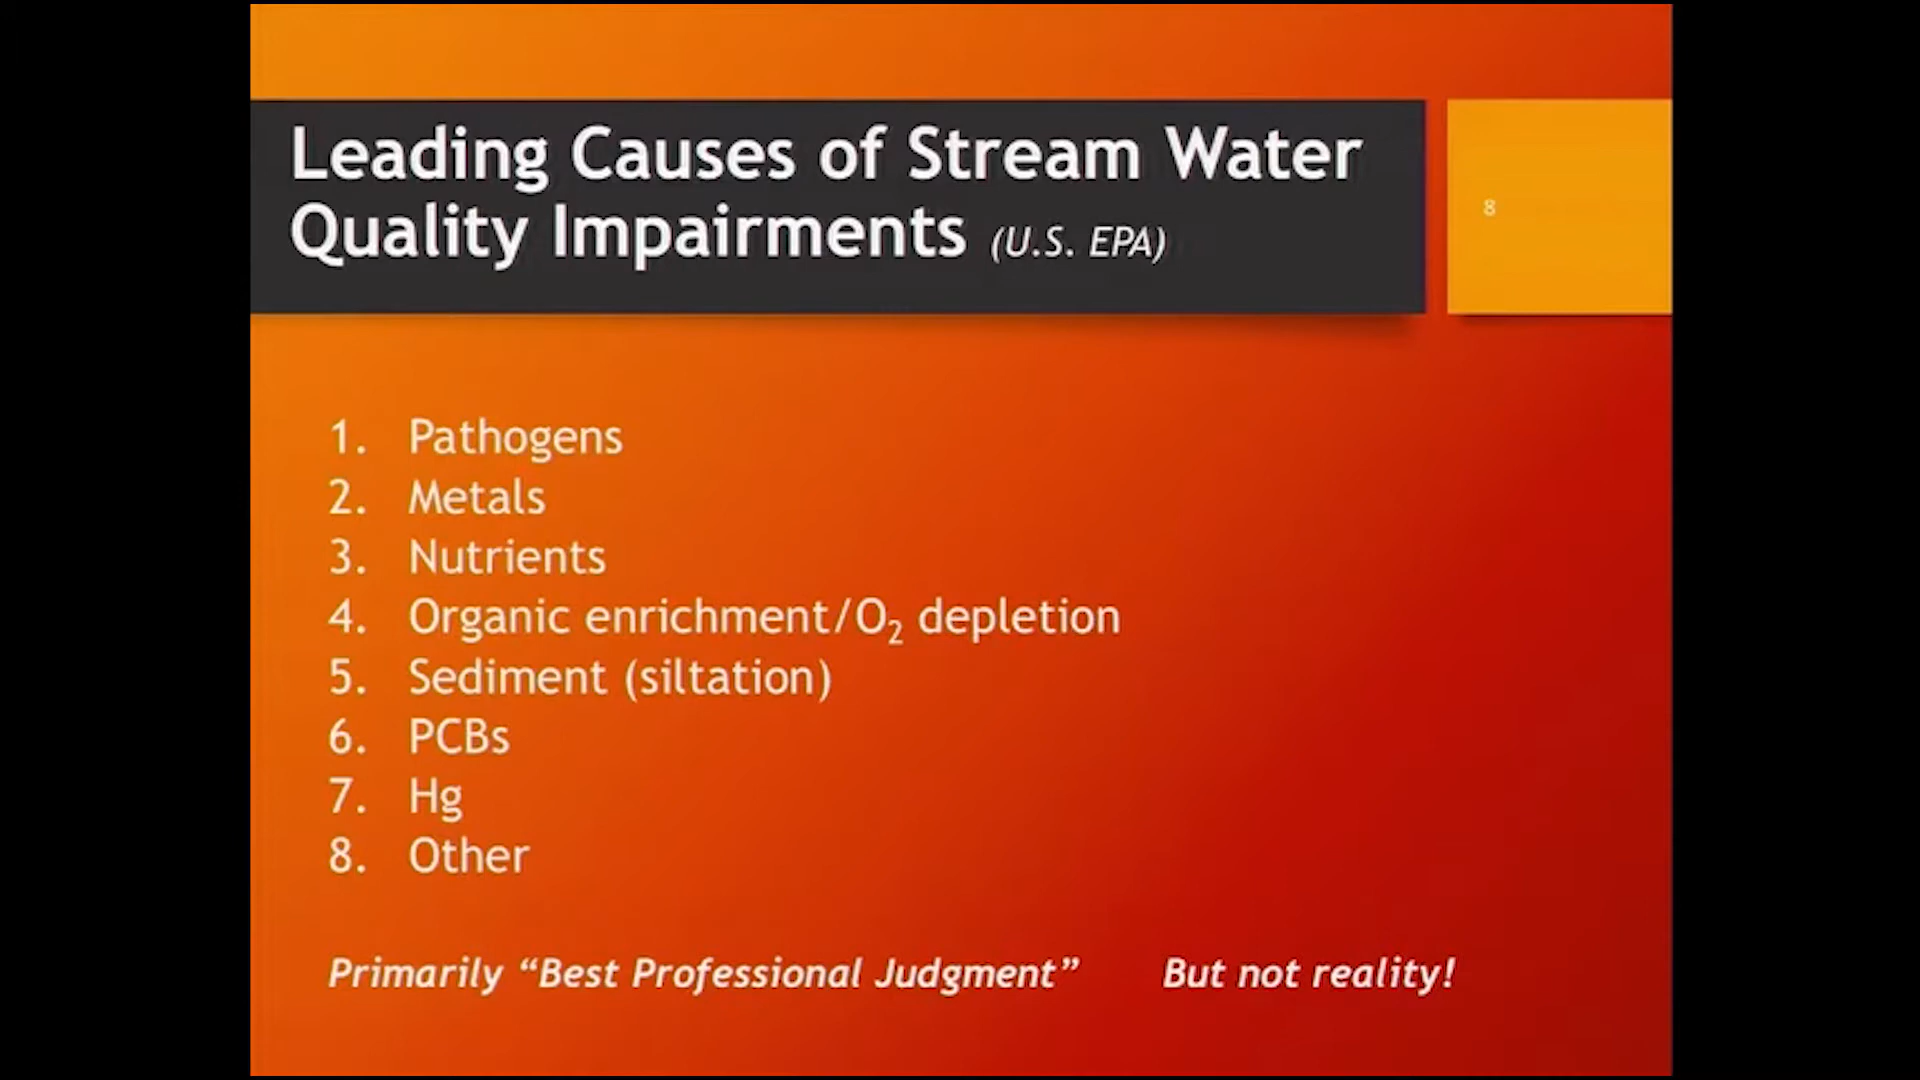 Leading Causes of Stream Water
Quality Impairments (U.S. EPA)
8
1. Pathogens
2. Metals
3. Nutrients
4. Organic enrichment/O₂ depletion
5. Sediment (siltation)
6. PCBs
7. Hg
8. Other
Primarily “Best Professional Judgment” But not reality!